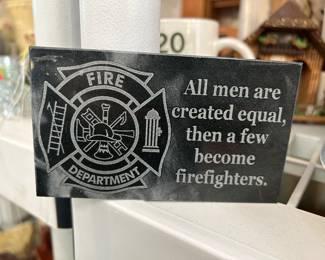 20
FIRE
DEPARTMENT
All men are
created equal,
then a few
become
firefighters.